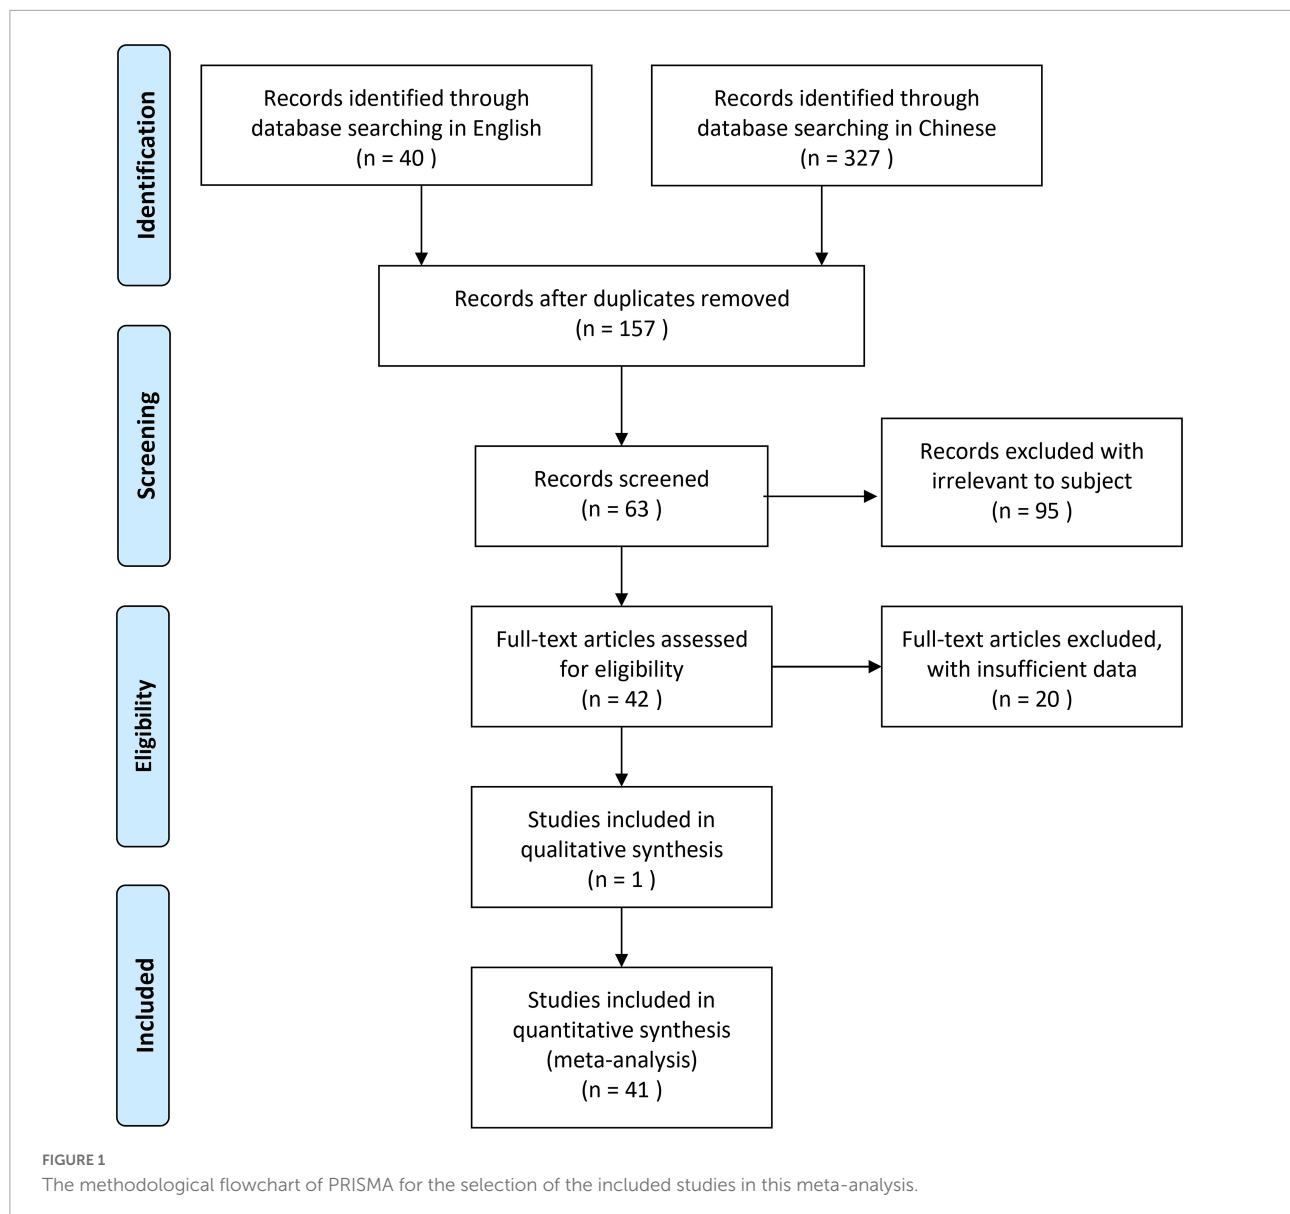 Identification
Records identified through
database searching in English
(n = 40 )
Records identified through
database searching in Chinese
(n = 327 )
Records after duplicates removed
(n = 157 )
Screening
Records screened
(n = 63 )
Records excluded with
irrelevant to subject
(n = 95 )
Eligibility
Full-text articles assessed
for eligibility
(n = 42 )
Full-text articles excluded,
with insufficient data
(n = 20 )
Studies included in
qualitative synthesis
(n = 1 )
Included
Studies included in
quantitative synthesis
(meta-analysis)
(n = 41 )
FIGURE 1
The methodological flowchart of PRISMA for the selection of the included studies in this meta-analysis.